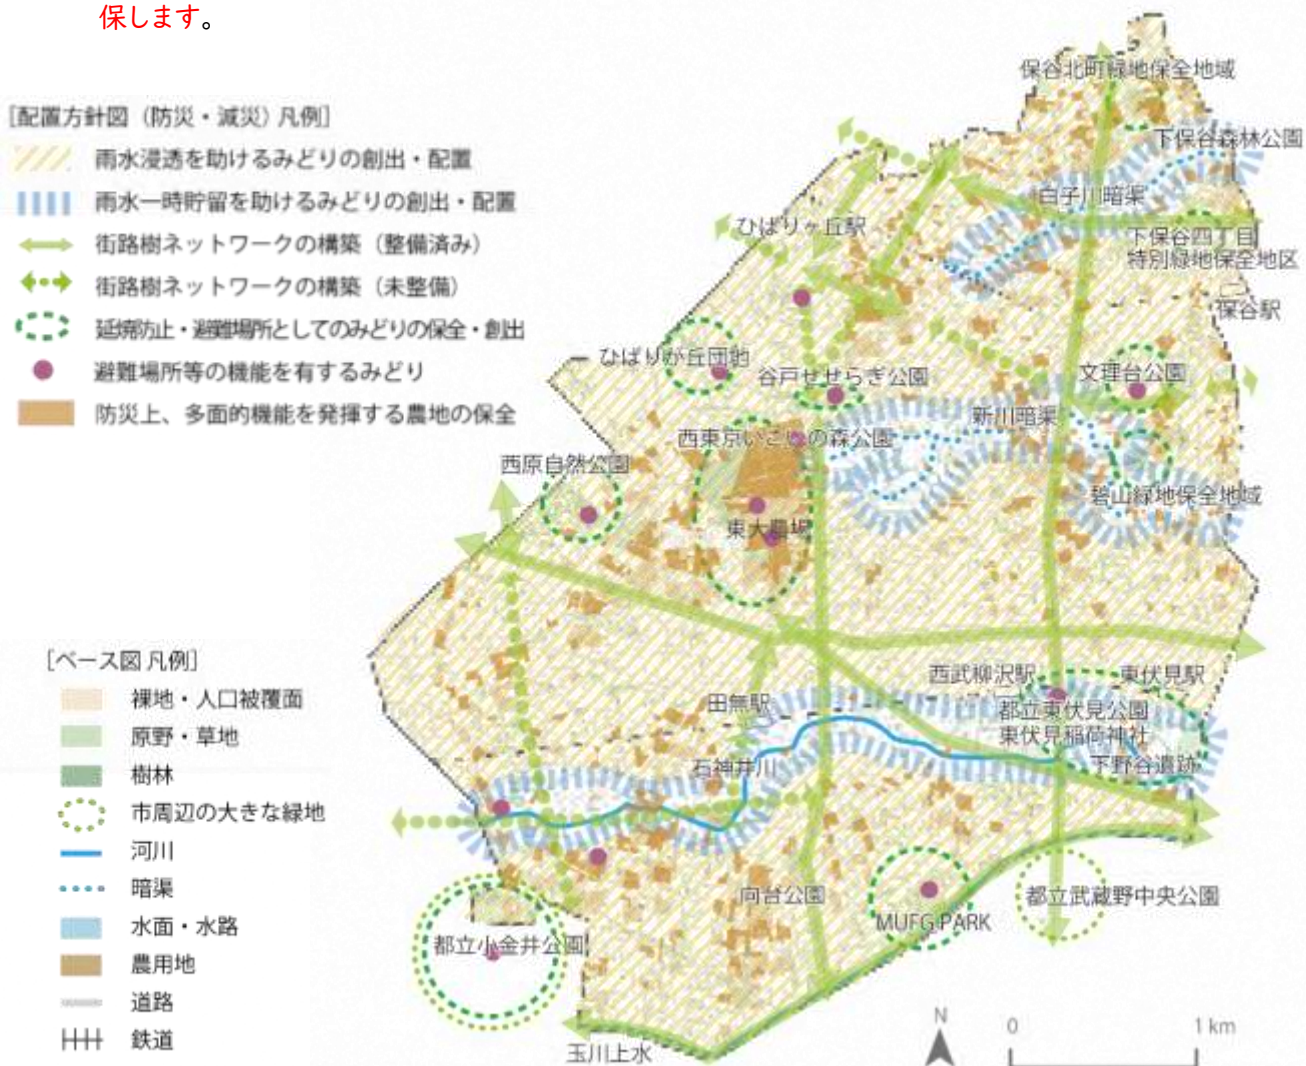 保します。
[配置方針図（防災・減災）凡例]
雨水浸透を助けるみどりの創出・配置
雨水一時貯留を助けるみどりの創出・配置
街路樹ネットワークの構築（整備済み）
街路樹ネットワークの構築（未整備）
延焼防止・避難場所としてのみどりの保全・創出
避難場所等の機能を有するみどり
防災上、多面的機能を発揮する農地の保全
保谷北町緑地保全地域
下保谷森林公園
白子川暗渠
ひばりヶ丘駅
下保谷四丁目
特別緑地保全地区
保谷駅
ひばりが丘団地
谷戸せせらぎ公園
文理台公園
新川暗渠
西東京いこいの森公園
西原自然公園
碧山緑地保全地域
東大農場
[ベース図 凡例]
裸地・人口被覆面
原野・草地
樹林
市周辺の大きな緑地
河川
暗渠
水面・水路
農用地
道路
鉄道
西武柳沢駅
東伏見駅
田無駅
都立東伏見公園
東伏見稲荷神社
石神井川
下野谷遺跡
向台公園
都立武蔵野中央公園
MUFG PARK
都立小金井公園
玉川上水
N
0
1 km